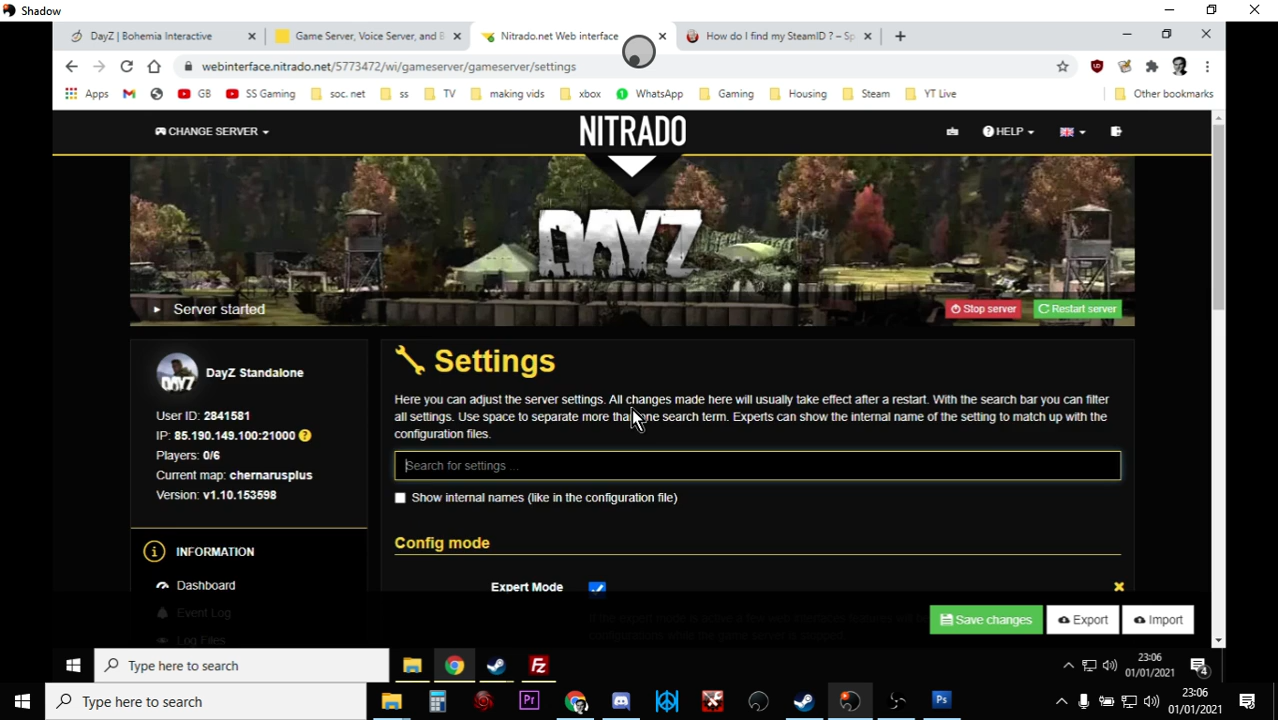 Shadow
DayZ | Bohemia Interactive
Game Server, Voice Server, and B
Nitrado.net Web interface
How do I find my SteamID ? – Sp
webinterface.nitrado.net/5773472/wi/gameserver/gameserver/settings
Apps
GB
SS Gaming
soc. net
ss
TV
making vids
xbox
WhatsApp
Gaming
Housing
Steam
YT Live
Other bookmarks
CHANGE SERVER
NITRADO
HELP
DAYZ
Server started
Stop server
Restart server
DAYZ
DayZ Standalone
User ID: 2841581
IP: 85.190.149.100:21000
Players: 0/6
Current map: chernarusplus
Version: v1.10.153598
INFORMATION
Dashboard
Event Log
Log Files
Settings
Here you can adjust the server settings. All changes made here will usually take effect after a restart. With the search bar you can filter
all settings. Use space to separate more than one search term. Experts can show the internal name of the setting to match up with the
configuration files.
Search for settings ...
Show internal names (like in the configuration file)
Config mode
Expert Mode
Save changes
Export
Import
Type here to search
23:06
01/01/2021
4
Type here to search
Pr
Ps
23:06
01/01/2021